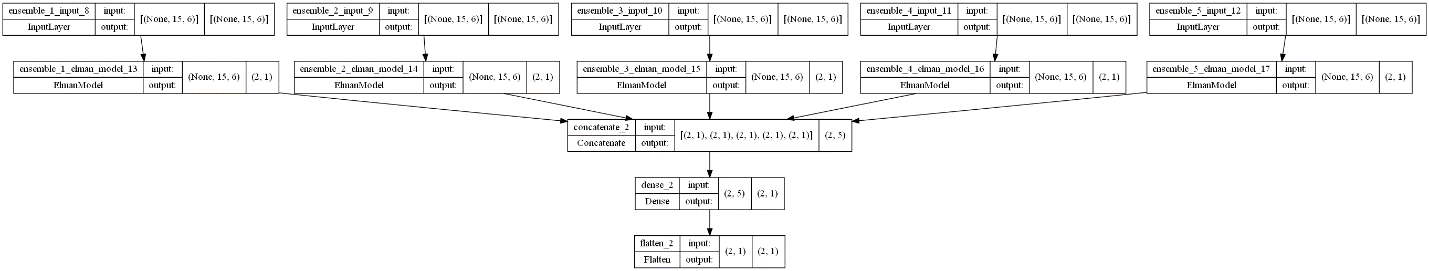 ensemble_1_input_8 input: [(None, 15, 6)] [(None, 15, 6)]
InputLayer output:
ensemble_2_input_9 input: [(None, 15, 6)] [(None, 15, 6)]
InputLayer output:
ensemble_3_input_10 input: [(None, 15, 6)] [(None, 15, 6)]
InputLayer output:
ensemble_4_input_11 input: [(None, 15, 6)] [(None, 15, 6)]
InputLayer output:
ensemble_5_input_12 input: [(None, 15, 6)] [(None, 15, 6)]
InputLayer output:
ensemble_1_elman_model_13 input: (None, 15, 6) (2, 1)
ElmanModel output:
ensemble_2_elman_model_14 input: (None, 15, 6) (2, 1)
ElmanModel output:
ensemble_3_elman_model_15 input: (None, 15, 6) (2, 1)
ElmanModel output:
ensemble_4_elman_model_16 input: (None, 15, 6) (2, 1)
ElmanModel output:
ensemble_5_elman_model_17 input: (None, 15, 6) (2, 1)
ElmanModel output:
concatenate_2 input: [(2, 1), (2, 1), (2, 1), (2, 1), (2, 1)] (2, 5)
Concatenate output:
dense_2 input: (2, 5) (2, 1)
Dense output:
flatten_2 input: (2, 1) (2, 1)
Flatten output: